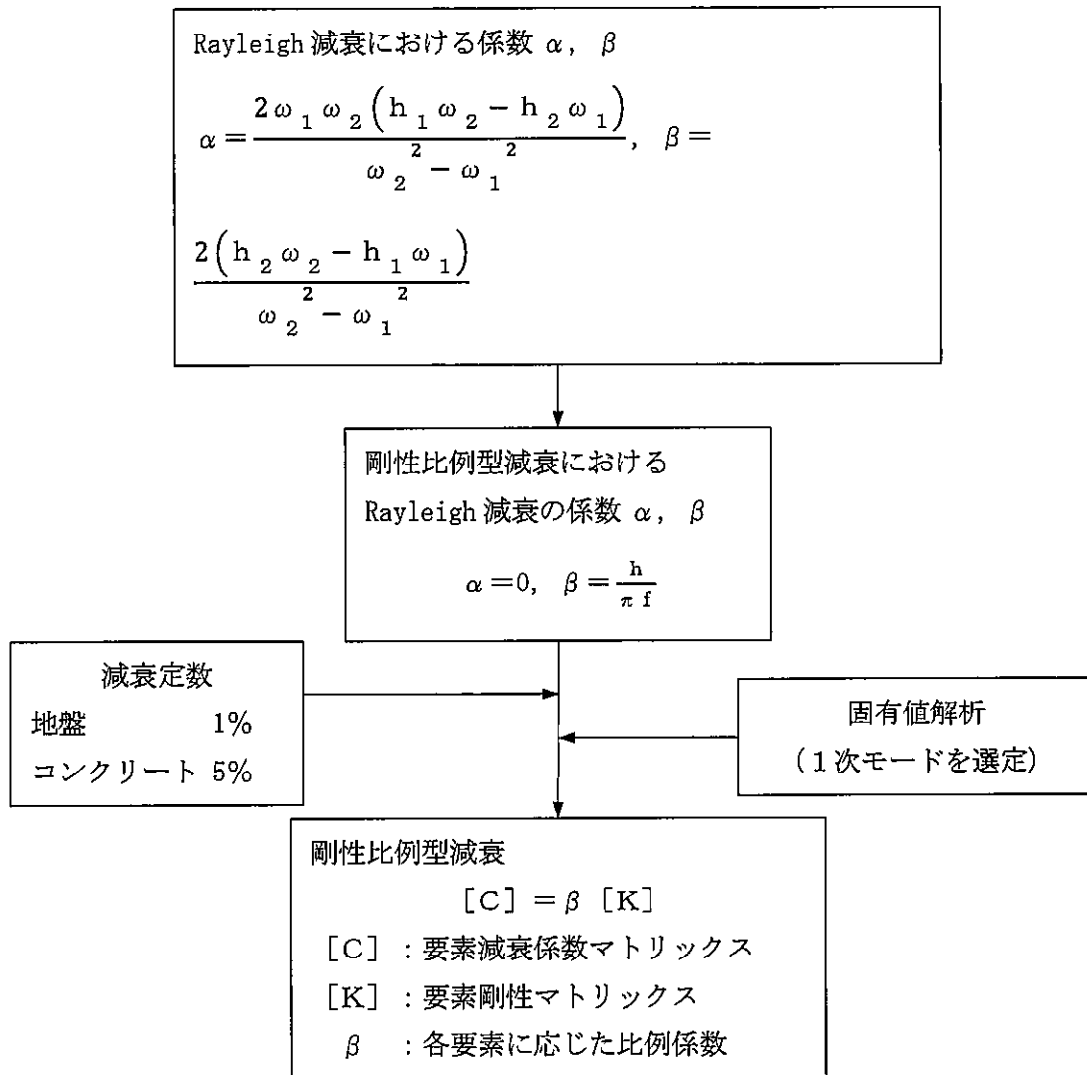 Rayleigh 減衰における係数 α, β
α＝2ω₁ω₂(h₁ω₂－h₂ω₁)/(ω₂²－ω₁²), β＝
2(h₂ω₂－h₁ω₁)/(ω₂²－ω₁²)
剛性比例型減衰における
Rayleigh 減衰の係数 α, β
α＝0, β＝h/πf
減衰定数
地盤 1%
コンクリート 5%
固有値解析
（1次モードを選定）
剛性比例型減衰
［C］＝β［K］
［C］：要素減衰係数マトリックス
［K］：要素剛性マトリックス
β ：各要素に応じた比例係数